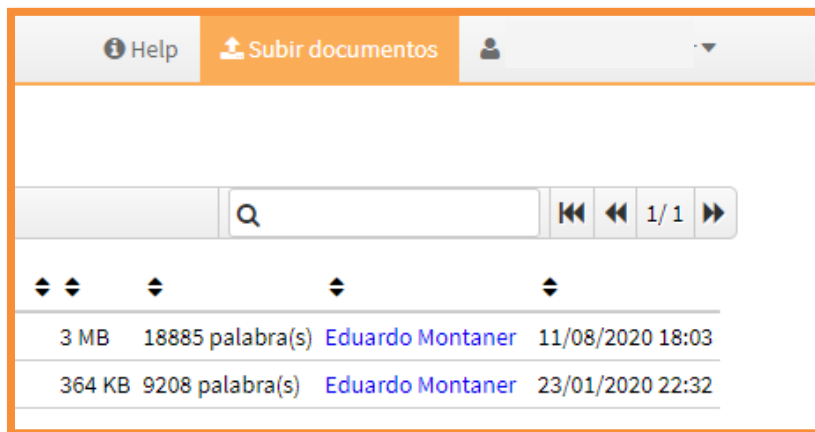 Help Subir documentos
1/ 1
3 MB 18885 palabra(s) Eduardo Montaner 11/08/2020 18:03
364 KB 9208 palabra(s) Eduardo Montaner 23/01/2020 22:32